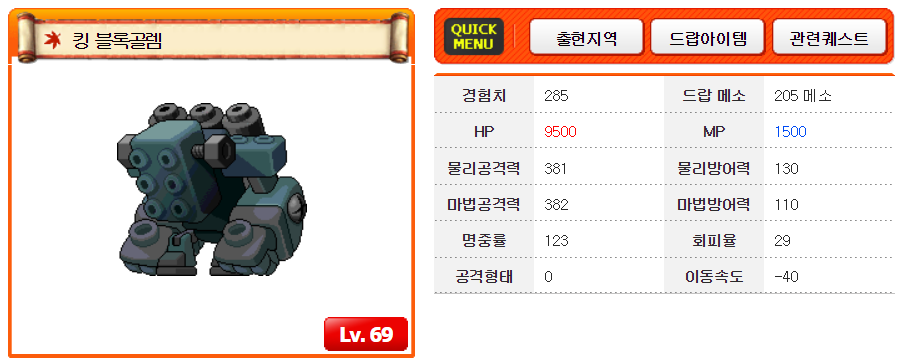 킹 블록골렘
Lv. 69
QUICK MENU 출현지역 드랍아이템 관련퀘스트
경험치 285 드랍 메소 205 메소
HP 9500 MP 1500
물리공격력 381 물리방어력 130
마법공격력 382 마법방어력 110
명중률 123 회피율 29
공격형태 0 이동속도 -40